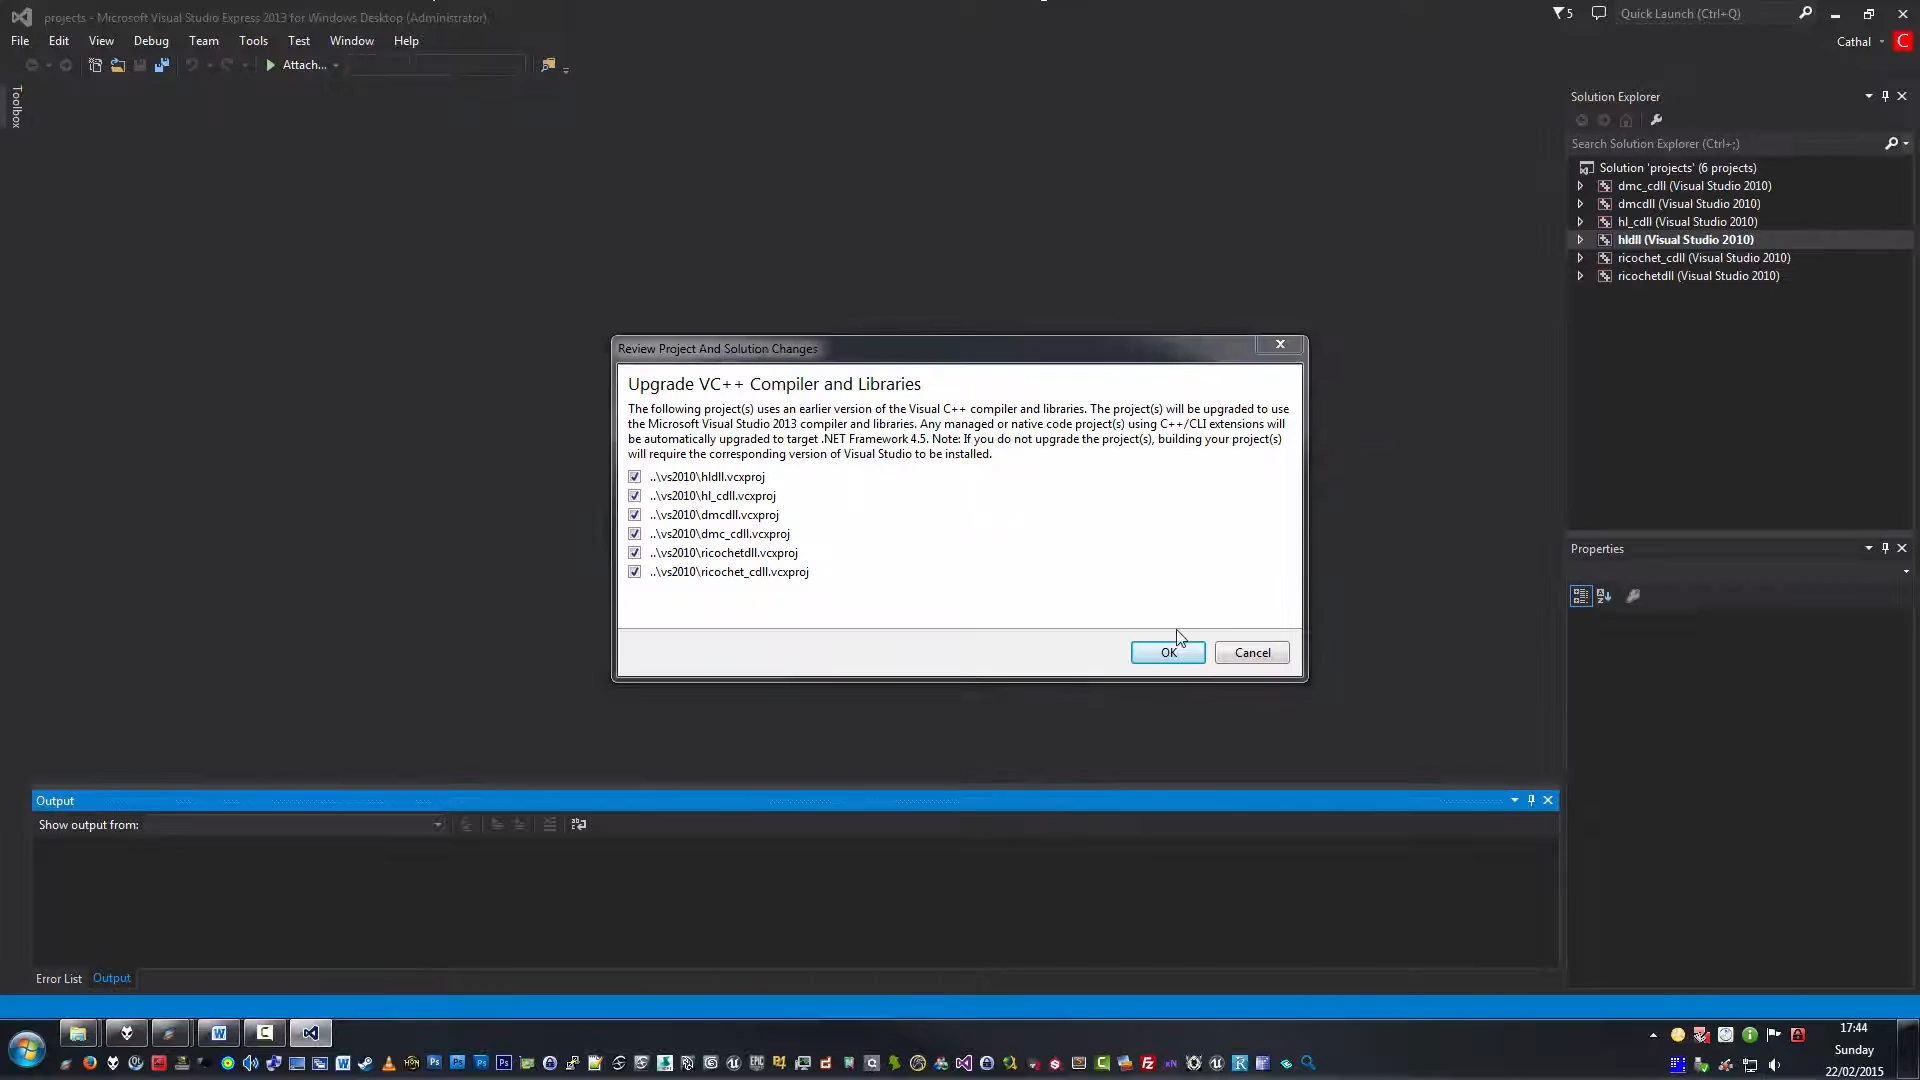 projects - Microsoft Visual Studio Express 2013 for Windows Desktop (Administrator)
5
Quick Launch (Ctrl+Q)
File Edit View Debug Team Tools Test Window Help
Cathal
C
Attach...
Toolbox
Solution Explorer
Search Solution Explorer (Ctrl+;)
Solution 'projects' (6 projects)
dmc_cdll (Visual Studio 2010)
dmcdll (Visual Studio 2010)
hl_cdll (Visual Studio 2010)
hldll (Visual Studio 2010)
ricochet_cdll (Visual Studio 2010)
ricochetdll (Visual Studio 2010)
Review Project And Solution Changes
Upgrade VC++ Compiler and Libraries
The following project(s) uses an earlier version of the Visual C++ compiler and libraries. The project(s) will be upgraded to use
the Microsoft Visual Studio 2013 compiler and libraries. Any managed or native code project(s) using C++/CLI extensions will
be automatically upgraded to target .NET Framework 4.5. Note: If you do not upgrade the project(s), building your project(s)
will require the corresponding version of Visual Studio to be installed.
..\vs2010\hldll.vcxproj
..\vs2010\hl_cdll.vcxproj
..\vs2010\dmcdll.vcxproj
..\vs2010\dmc_cdll.vcxproj
..\vs2010\ricochetdll.vcxproj
..\vs2010\ricochet_cdll.vcxproj
OK
Cancel
Properties
Output
Show output from:
Error List Output
17:44
Sunday
22/02/2015